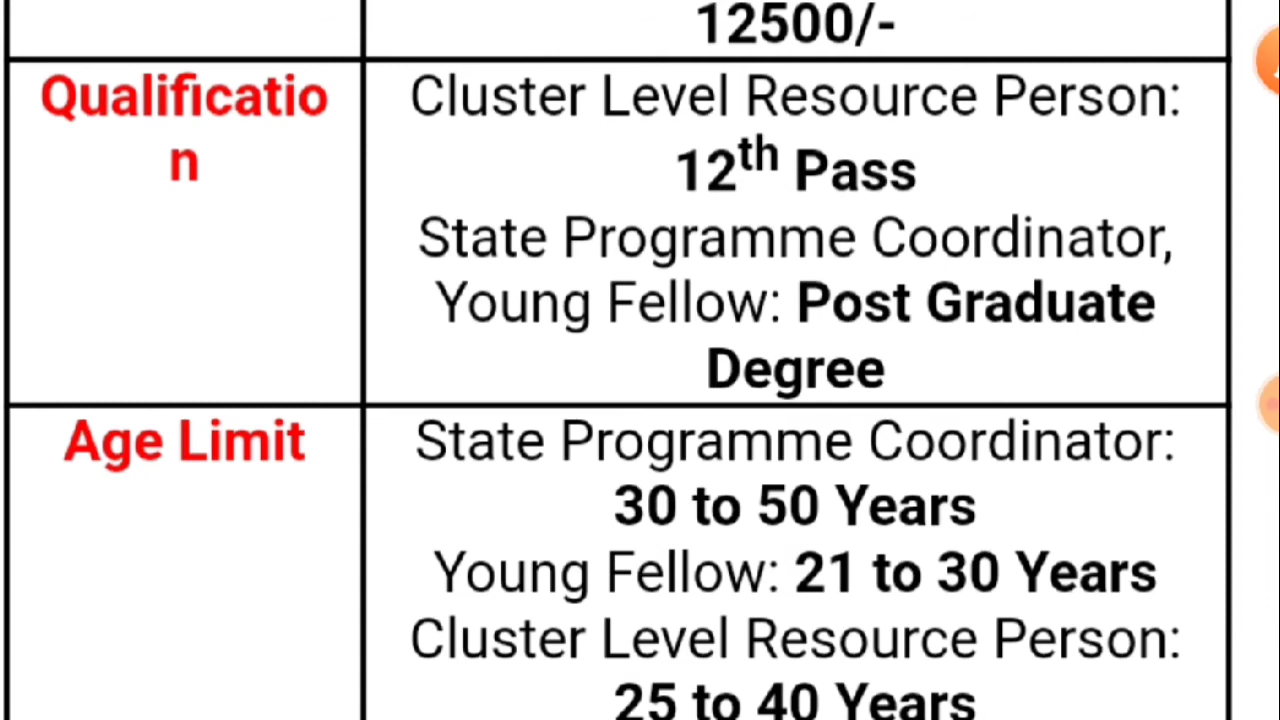 12500/-
Qualificatio
n
Cluster Level Resource Person:
12th Pass
State Programme Coordinator,
Young Fellow: Post Graduate
Degree
Age Limit
State Programme Coordinator:
30 to 50 Years
Young Fellow: 21 to 30 Years
Cluster Level Resource Person:
25 to 40 Years